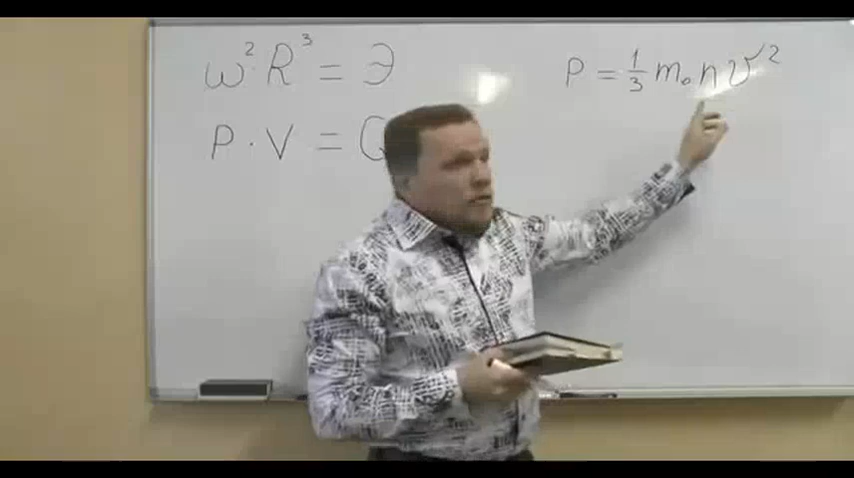 ω² · R³ = Э
P · V = Q
P = 1/3 m₀ n v²